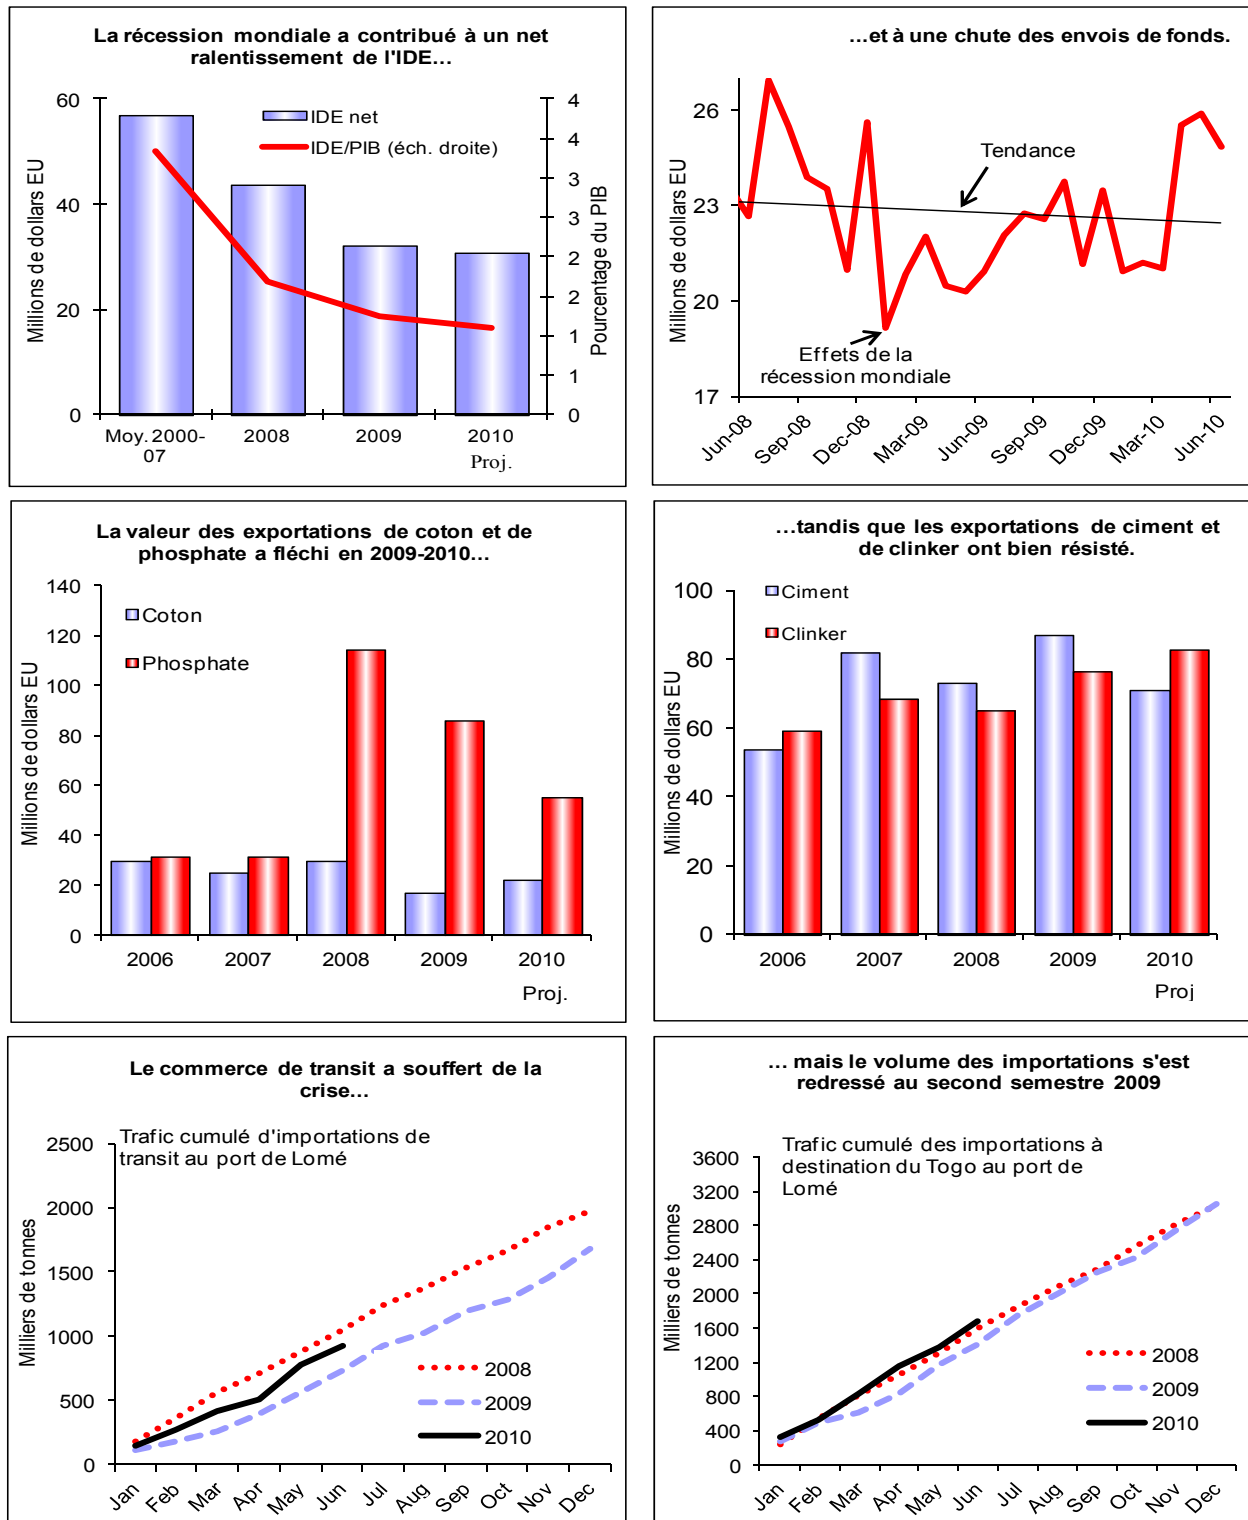 La récession mondiale a contribué à un net
ralentissement de l'IDE...
Millions de dollars EU
60
40
20
0
IDE net
IDE/PIB (éch. droite)
4
4
3
3
2
2
1
1
0
Pourcentage du PIB
Moy. 2000-
07
2008
2009
2010
Proj.
...et à une chute des envois de fonds.
Millions de dollars EU
26
23
20
17
Tendance
Effets de la
récession mondiale
Jun-08
Sep-08
Dec-08
Mar-09
Jun-09
Sep-09
Dec-09
Mar-10
Jun-10
La valeur des exportations de coton et de
phosphate a fléchi en 2009-2010...
Millions de dollars EU
140
120
100
80
60
40
20
0
Coton
Phosphate
2006
2007
2008
2009
2010
Proj.
...tandis que les exportations de ciment et
de clinker ont bien résisté.
Millions de dollars EU
100
80
60
40
20
0
Ciment
Clinker
2006
2007
2008
2009
2010
Proj
Le commerce de transit a souffert de la
crise...
Trafic cumulé d'importations de
transit au port de Lomé
Milliers de tonnes
2500
2000
1500
1000
500
0
2008
2009
2010
Jan
Feb
Mar
Apr
May
Jun
Jul
Aug
Sep
Oct
Nov
Dec
... mais le volume des importations s'est
redressé au second semestre 2009
Trafic cumulé des importations à
destination du Togo au port de
Lomé
Milliers de tonnes
3600
3200
2800
2400
2000
1600
1200
800
400
0
2008
2009
2010
Jan
Feb
Mar
Apr
May
Jun
Jul
Aug
Sep
Oct
Nov
Dec